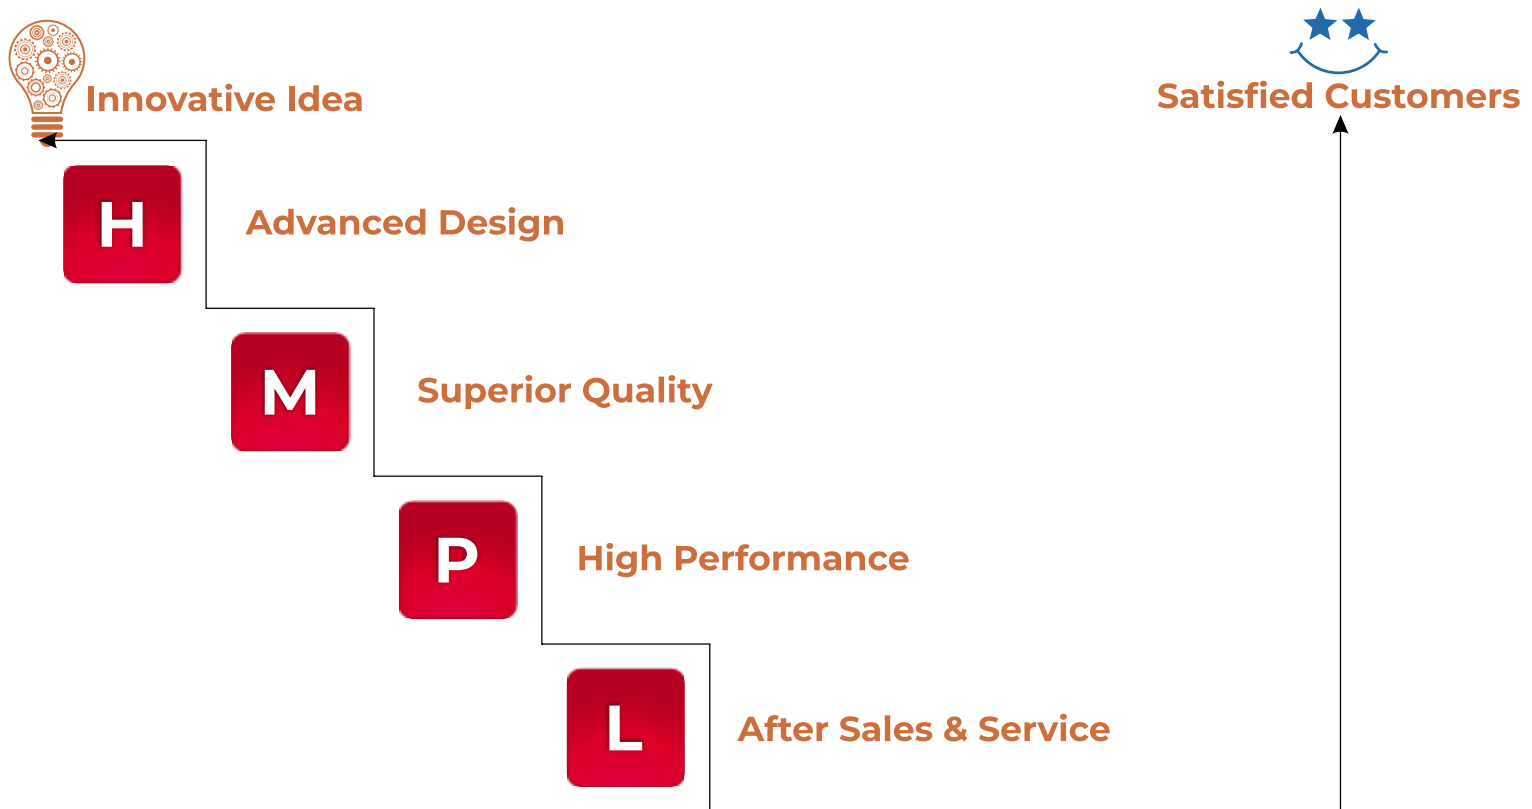 Innovative Idea
Satisfied Customers
H
Advanced Design
M
Superior Quality
P
High Performance
L
After Sales & Service